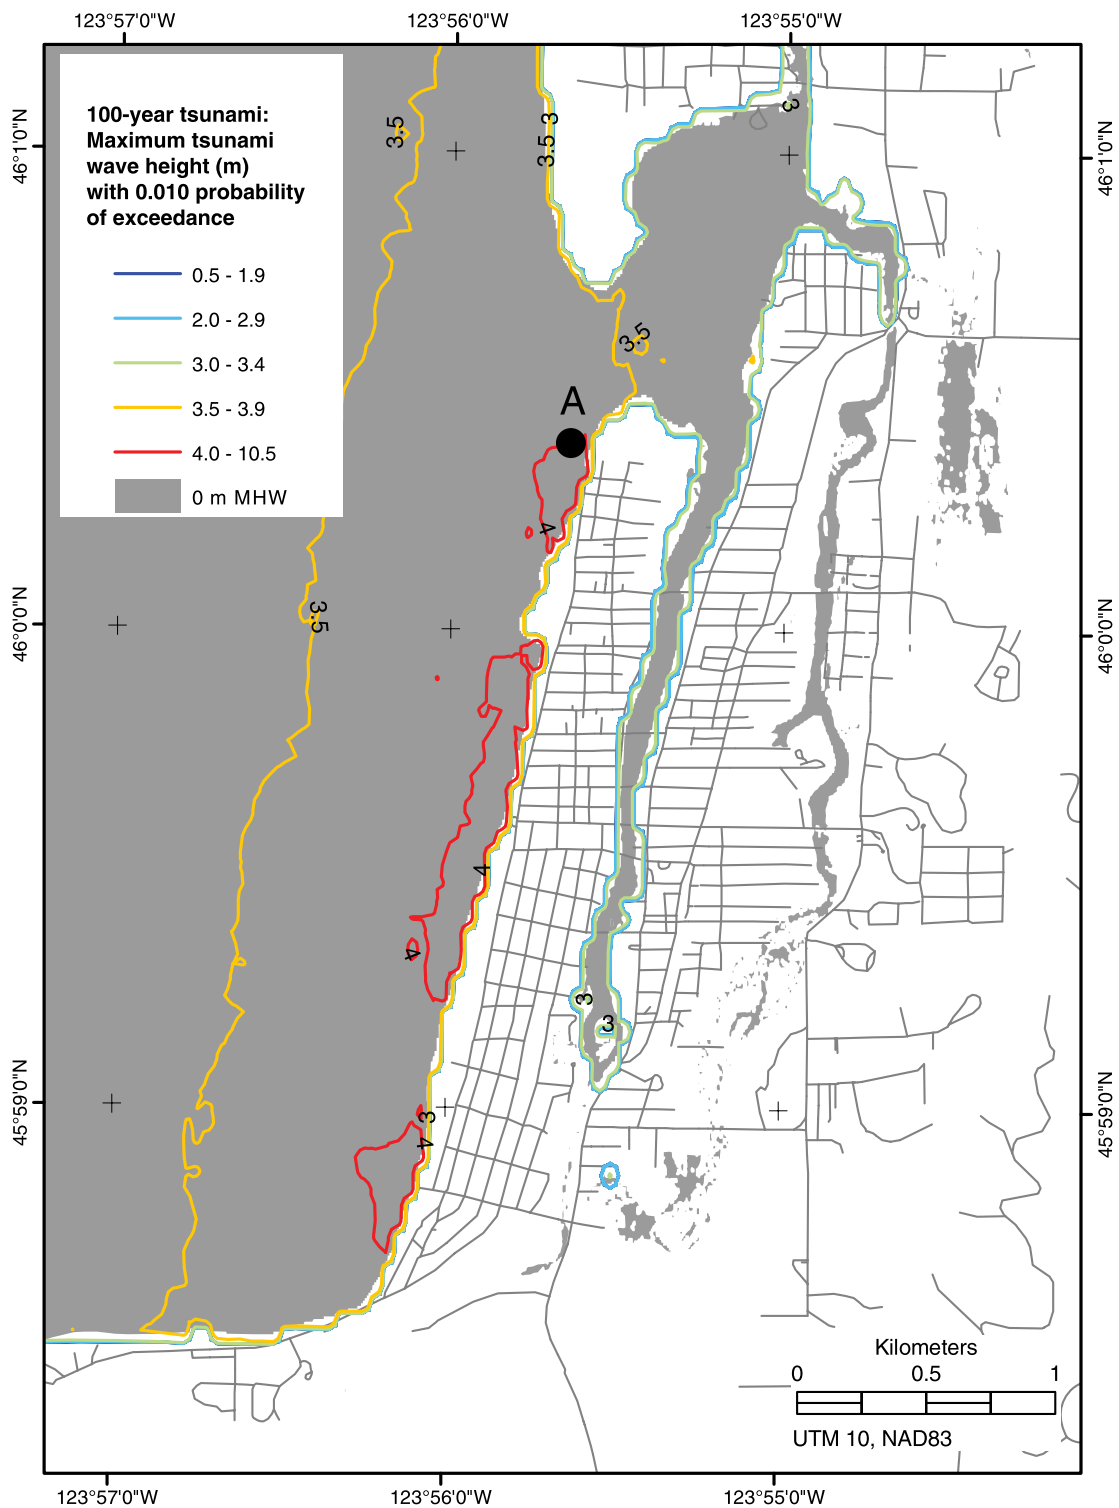 123°57'0"W
123°56'0"W
123°55'0"W
46°1'0"N
46°1'0"N
100-year tsunami:
Maximum tsunami
wave height (m)
with 0.010 probability
of exceedance
0.5 - 1.9
2.0 - 2.9
3.0 - 3.4
3.5 - 3.9
4.0 - 10.5
0 m MHW
3.5
3
3.5
3
3.5
A
4
3.5
46°0'0"N
46°0'0"N
4
4
3
3
3
4
45°59'0"N
45°59'0"N
Kilometers
0
0.5
1
UTM 10, NAD83
123°57'0"W
123°56'0"W
123°55'0"W